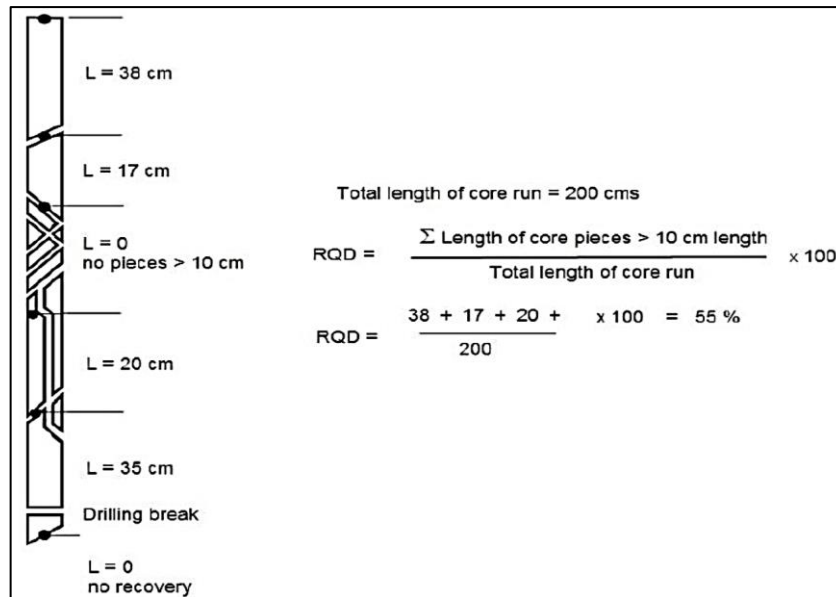 L = 38 cm
L = 17 cm
L = 0
no pieces > 10 cm
L = 20 cm
L = 35 cm
Drilling break
L = 0
no recovery
Total length of core run = 200 cms
RQD = Σ Length of core pieces > 10 cm length x 100
Total length of core run
RQD = 38 + 17 + 20 + x 100 = 55 %
200